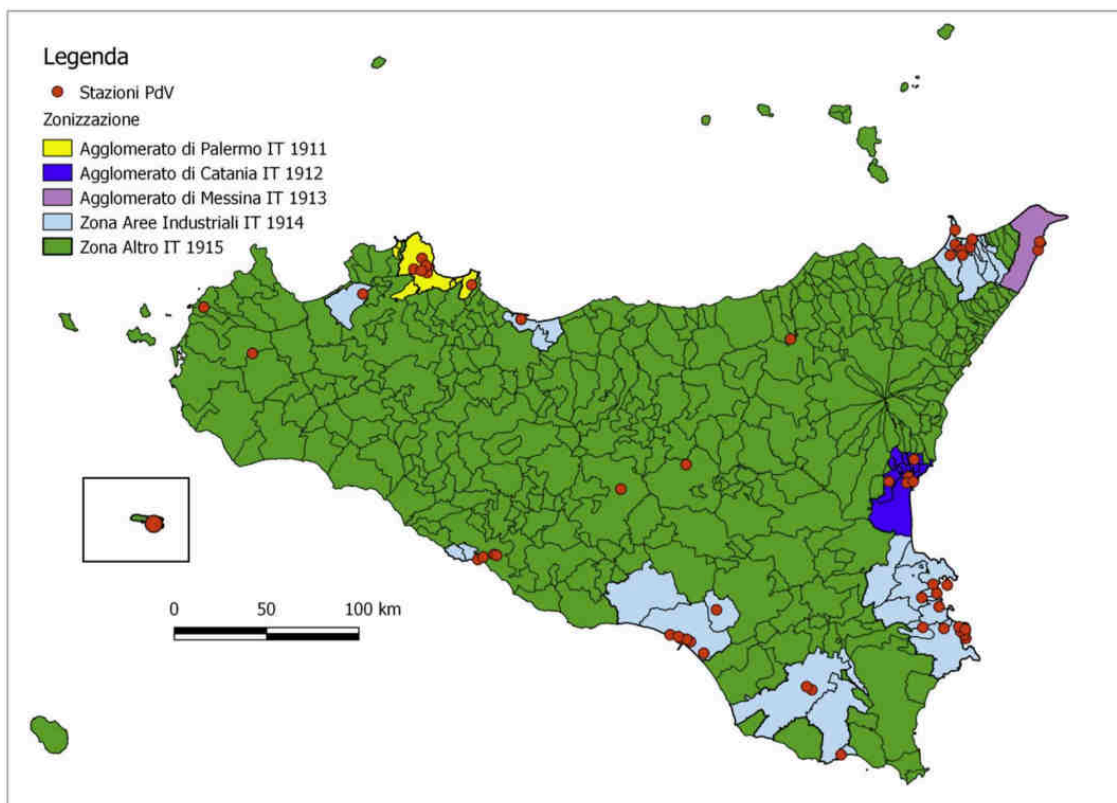 Legenda
Stazioni PdV
Zonizzazione
Agglomerato di Palermo IT 1911
Agglomerato di Catania IT 1912
Agglomerato di Messina IT 1913
Zona Aree Industriali IT 1914
Zona Altro IT 1915
0 50 100 km